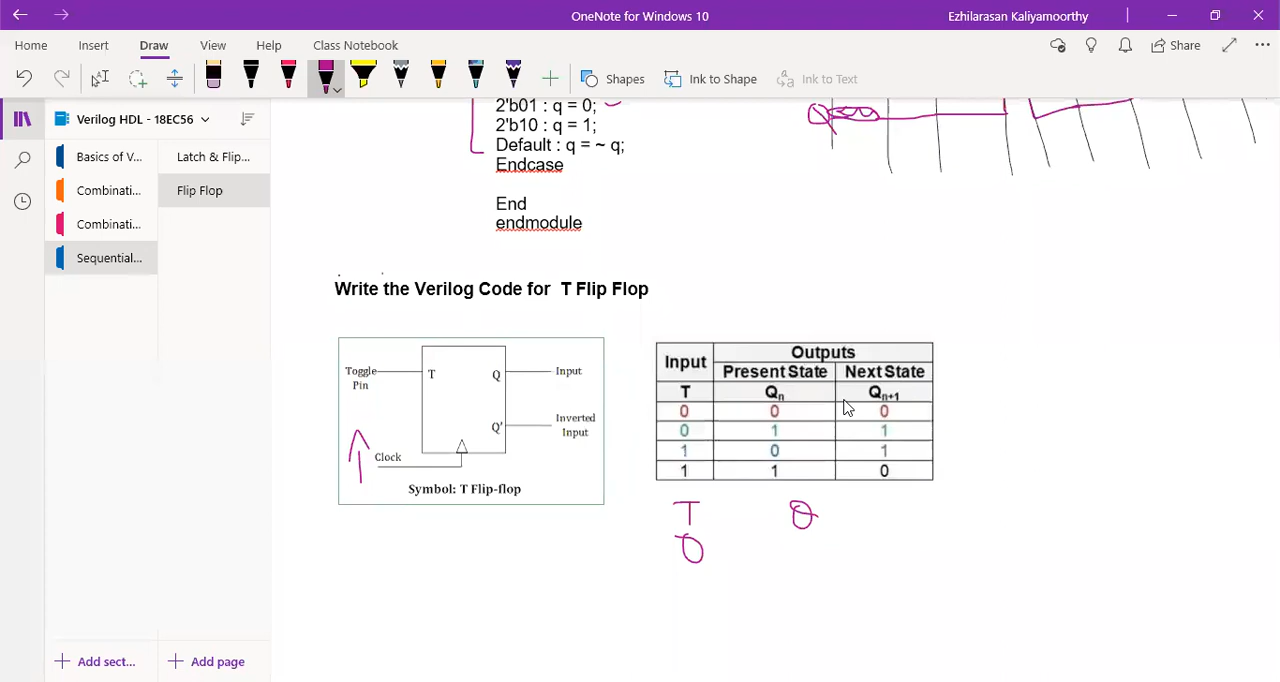 OneNote for Windows 10
Ezhilarasan Kaliyamoorthy
Home Insert Draw View Help Class Notebook
Share
Shapes Ink to Shape Ink to Text
Verilog HDL - 18EC56
Basics of V...
Combinati...
Combinati...
Sequential...
Latch & Flip...
Flip Flop
2'b01 : q = 0;
2'b10 : q = 1;
Default : q = ~ q;
Endcase
End
endmodule
Write the Verilog Code for T Flip Flop
Toggle Pin
T
Q
Input
Q'
Inverted Input
Clock
Symbol: T Flip-flop
Input Outputs
Present State Next State
T Qn Qn+1
0 0 0
0 1 1
1 0 1
1 1 0
T Q
0
Add sect...
Add page